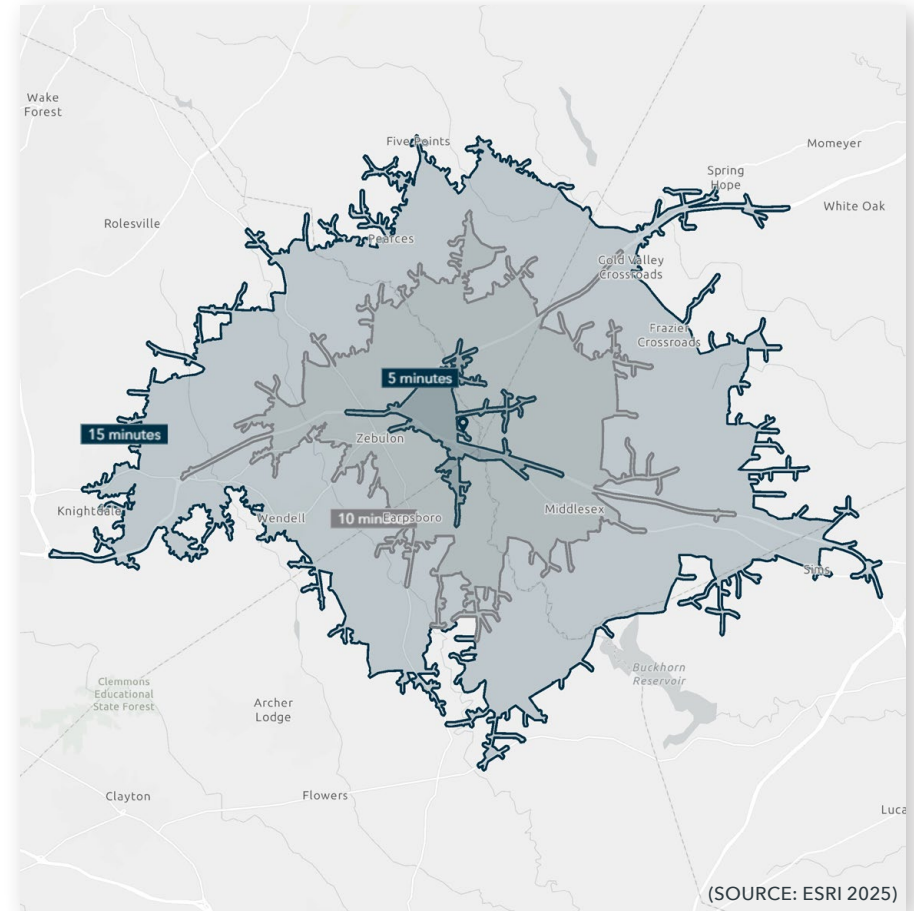 Wake
Forest
Five Points
Momeyer
Spring
Hope
White Oak
Rolesville
Pearces
Gold Valley
Crossroads
Frazier
Crossroads
5 minutes
15 minutes
Zebulon
Knightdale
Wendell
10 min
Earpsboro
Middlesex
Sims
Buckhorn
Reservoir
Clemmons
Educational
State Forest
Archer
Lodge
Clayton
Flowers
Luca
(SOURCE: ESRI 2025)